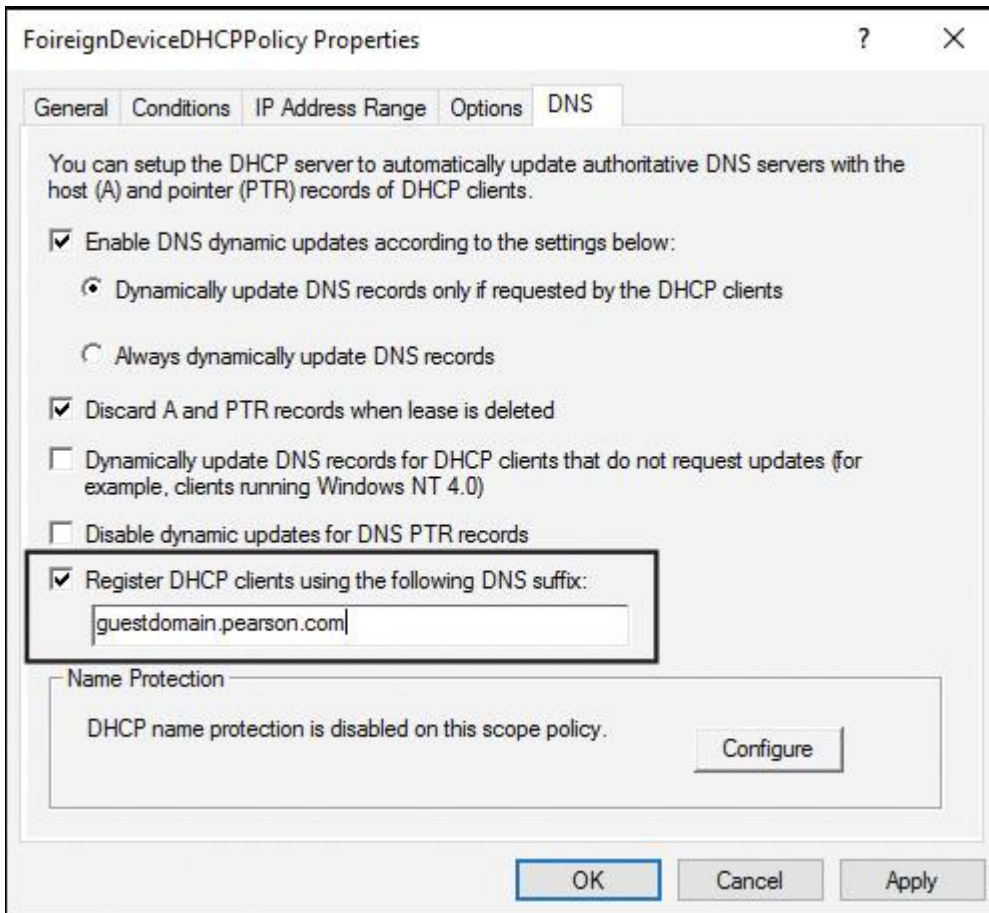 FoireignDeviceDHCPPolicy Properties
?
General Conditions IP Address Range Options DNS
You can setup the DHCP server to automatically update authoritative DNS servers with the
host (A) and pointer (PTR) records of DHCP clients.
Enable DNS dynamic updates according to the settings below:
Dynamically update DNS records only if requested by the DHCP clients
Always dynamically update DNS records
Discard A and PTR records when lease is deleted
Dynamically update DNS records for DHCP clients that do not request updates (for
example, clients running Windows NT 4.0)
Disable dynamic updates for DNS PTR records
Register DHCP clients using the following DNS suffix:
guestdomain.pearson.com
Name Protection
DHCP name protection is disabled on this scope policy.
Configure
OK Cancel Apply